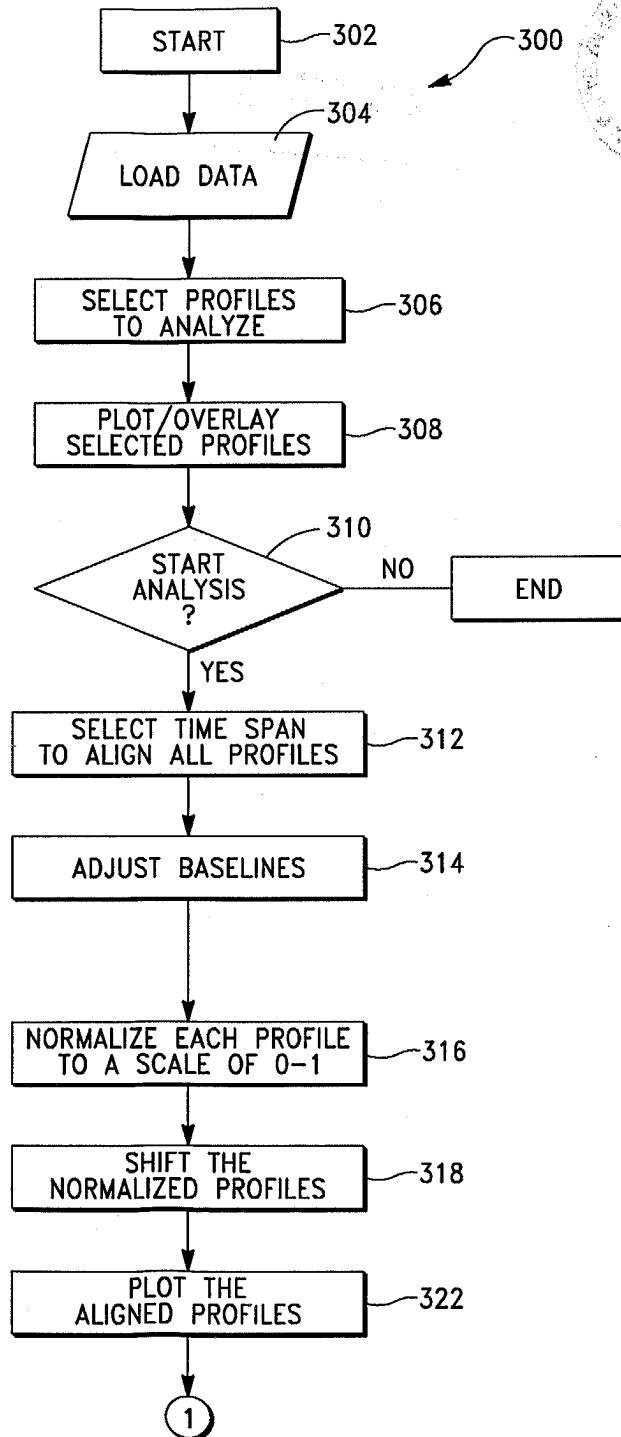 START
302
300
304
LOAD DATA
SELECT PROFILES
TO ANALYZE
306
PLOT/OVERLAY
SELECTED PROFILES
308
310
START
ANALYSIS
?
NO
END
YES
SELECT TIME SPAN
TO ALIGN ALL PROFILES
312
ADJUST BASELINES
314
NORMALIZE EACH PROFILE
TO A SCALE OF 0-1
316
SHIFT THE
NORMALIZED PROFILES
318
PLOT THE
ALIGNED PROFILES
322
1